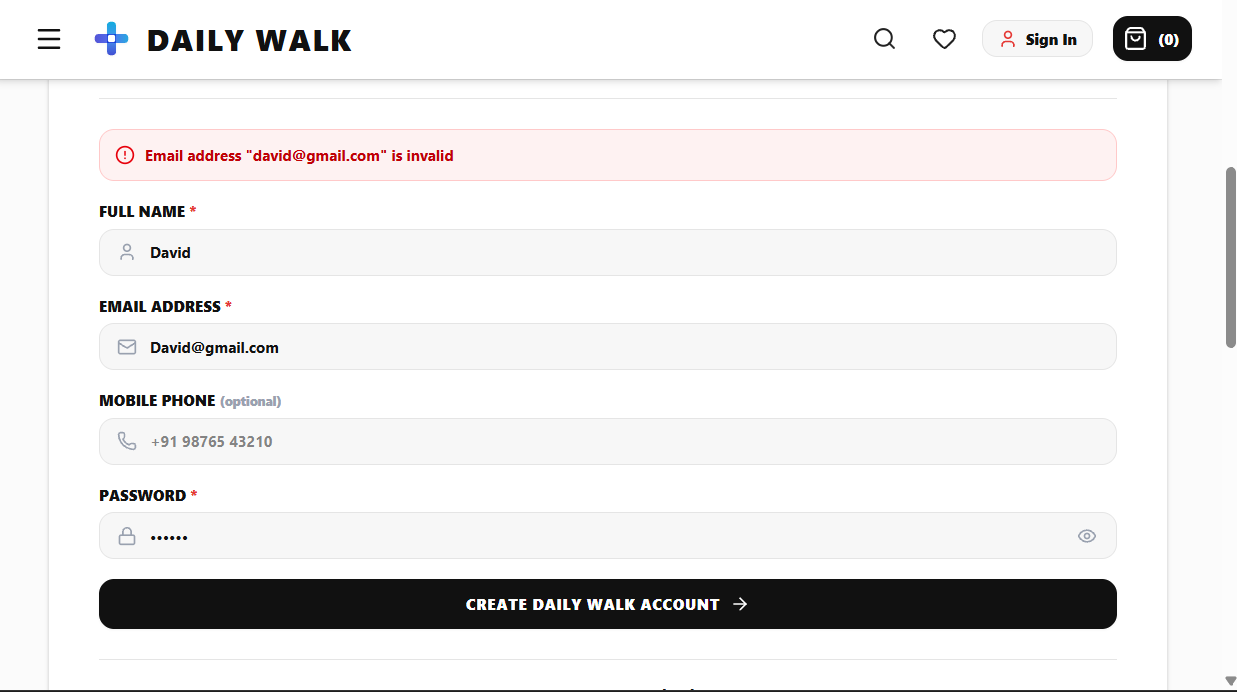 DAILY WALK
Sign In
(0)
Email address "david@gmail.com" is invalid
FULL NAME *
David
EMAIL ADDRESS *
David@gmail.com
MOBILE PHONE (optional)
+91 98765 43210
PASSWORD *
••••••
CREATE DAILY WALK ACCOUNT →